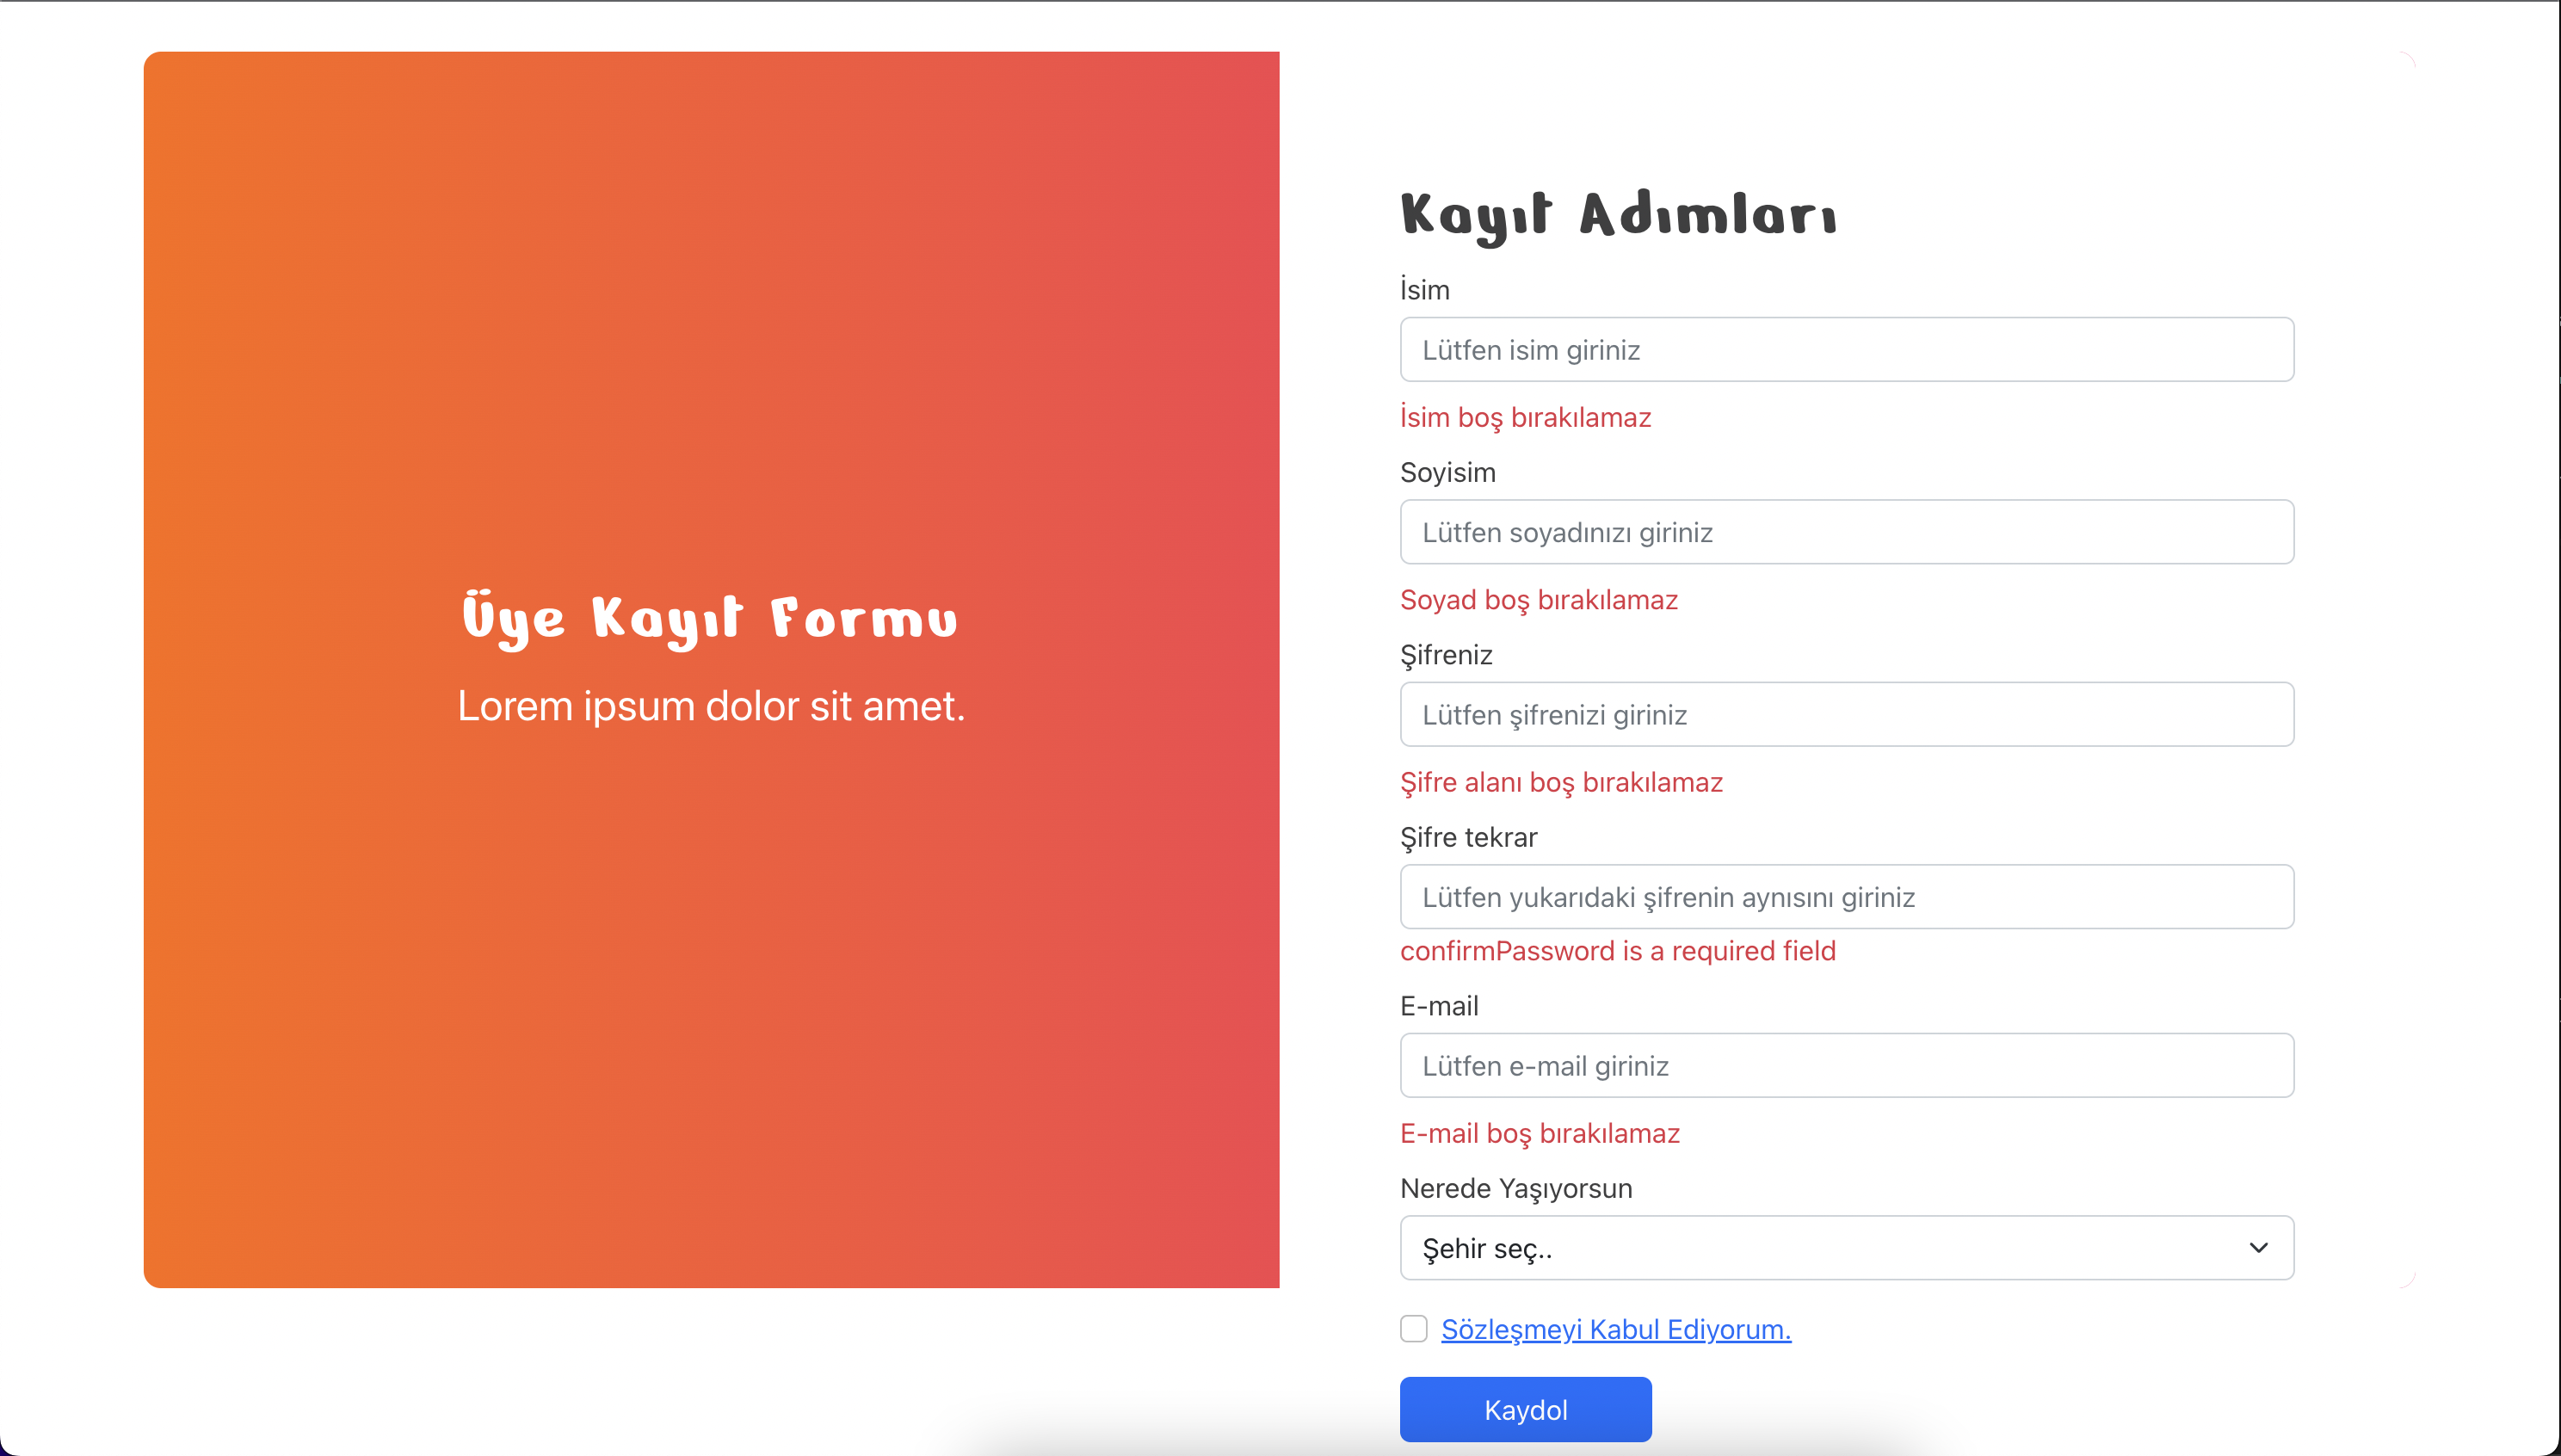 Üye Kayıt Formu
Lorem ipsum dolor sit amet.
Kayıt Adımları
İsim
Lütfen isim giriniz
İsim boş bırakılamaz
Soyisim
Lütfen soyadınızı giriniz
Soyad boş bırakılamaz
Şifreniz
Lütfen şifrenizi giriniz
Şifre alanı boş bırakılamaz
Şifre tekrar
Lütfen yukarıdaki şifrenin aynısını giriniz
confirmPassword is a required field
E-mail
Lütfen e-mail giriniz
E-mail boş bırakılamaz
Nerede Yaşıyorsun
Şehir seç..
Sözleşmeyi Kabul Ediyorum.
Kaydol